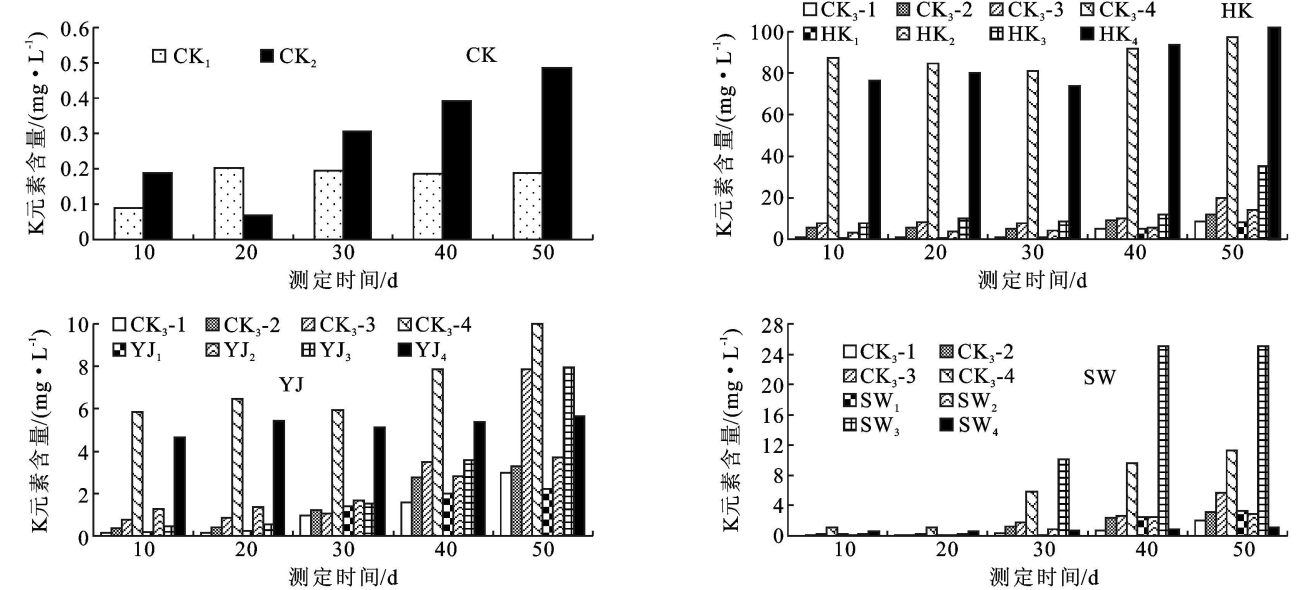 0.6
0.5
0.4
0.3
0.2
0.1
0
K元素含量/(mg·L⁻¹)
CK₁ CK₂ CK
10 20 30 40 50
测定时间/d
CK₃-1 CK₃-2 CK₃-3 CK₃-4 HK
HK₁ HK₂ HK₃ HK₄
100
80
60
40
20
0
K元素含量/(mg·L⁻¹)
10 20 30 40 50
测定时间/d
CK₃-1 CK₃-2 CK₃-3 CK₃-4
YJ₁ YJ₂ YJ₃ YJ₄
YJ
10
8
6
4
2
0
K元素含量/(mg·L⁻¹)
10 20 30 40 50
测定时间/d
28
24
20
16
12
8
4
0
K元素含量/(mg·L⁻¹)
CK₃-1 CK₃-2
CK₃-3 CK₃-4 SW
SW₁ SW₂
SW₃ SW₄
10 20 30 40 50
测定时间/d